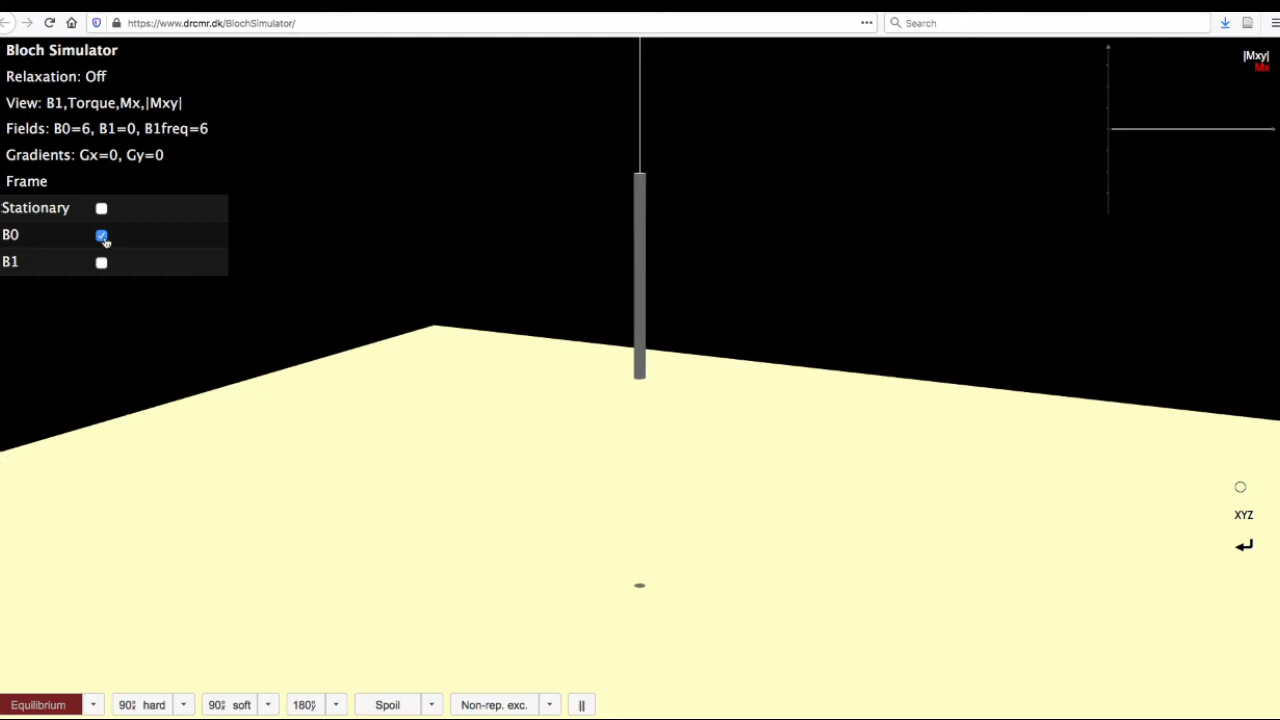 https://www.drcmr.dk/BlochSimulator/
Search
Bloch Simulator
Relaxation: Off
View: B1,Torque,Mx,|Mxy|
Fields: B0=6, B1=0, B1freq=6
Gradients: Gx=0, Gy=0
Frame
Stationary
B0
B1
|Mxy|
Mx
XYZ
Equilibrium
90° hard
90° soft
180°
Spoil
Non-rep. exc.
||